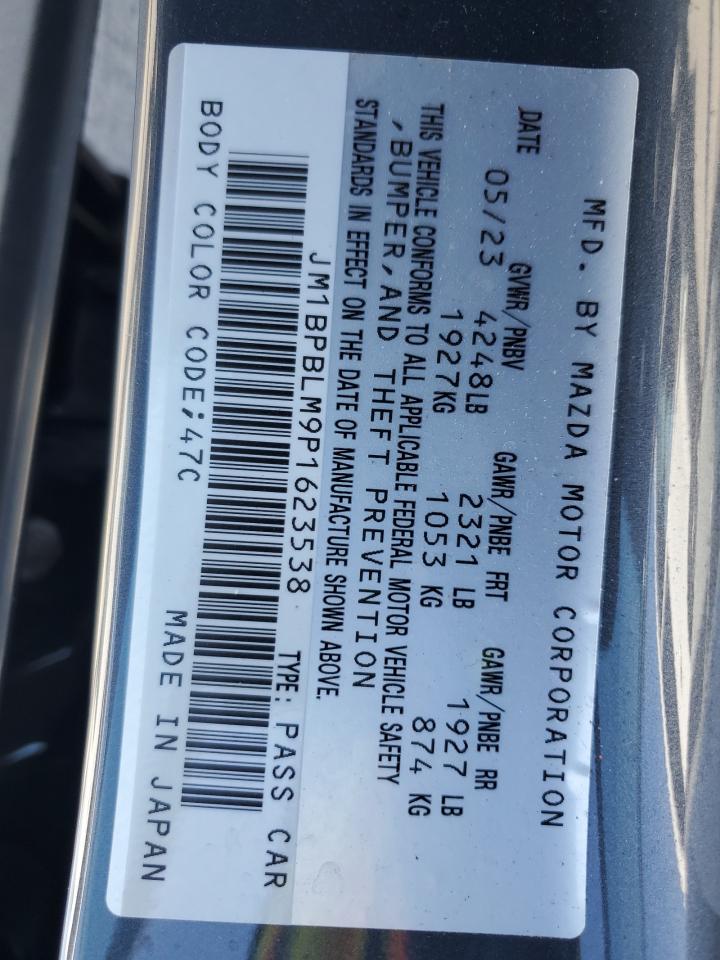 MFD. BY MAZDA MOTOR CORPORATION
DATE GVWR/PNBV GAWR/PNBE FRT GAWR/PNBE RR
05/23 4248LB 2321 LB 1927 LB
1927KG 1053 KG 874 KG
THIS VEHICLE CONFORMS TO ALL APPLICABLE FEDERAL MOTOR VEHICLE SAFETY
,BUMPER,AND THEFT PREVENTION
STANDARDS IN EFFECT ON THE DATE OF MANUFACTURE SHOWN ABOVE.
JM1BPBLM9P1623538 TYPE: PASS CAR
BODY COLOR CODE;47C MADE IN JAPAN